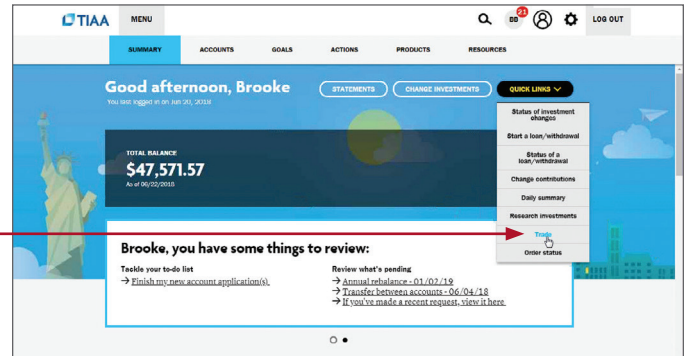 TIAA
MENU
21
LOG OUT
SUMMARY
ACCOUNTS
GOALS
ACTIONS
PRODUCTS
RESOURCES
Good afternoon, Brooke
You last logged in on Jun 20, 2018
STATEMENTS
CHANGE INVESTMENTS
QUICK LINKS
Status of investment
changes
Start a loan/withdrawal
Status of a
loan/withdrawal
Change contributions
Daily summary
Research investments
Trade
Order status
TOTAL BALANCE
$47,571.57
As of 06/22/2018
Brooke, you have some things to review:
Tackle your to-do list
→ Finish my new account application(s)
Review what's pending
→ Annual rebalance - 01/02/19
→ Transfer between accounts - 06/04/18
→ If you've made a recent request, view it here